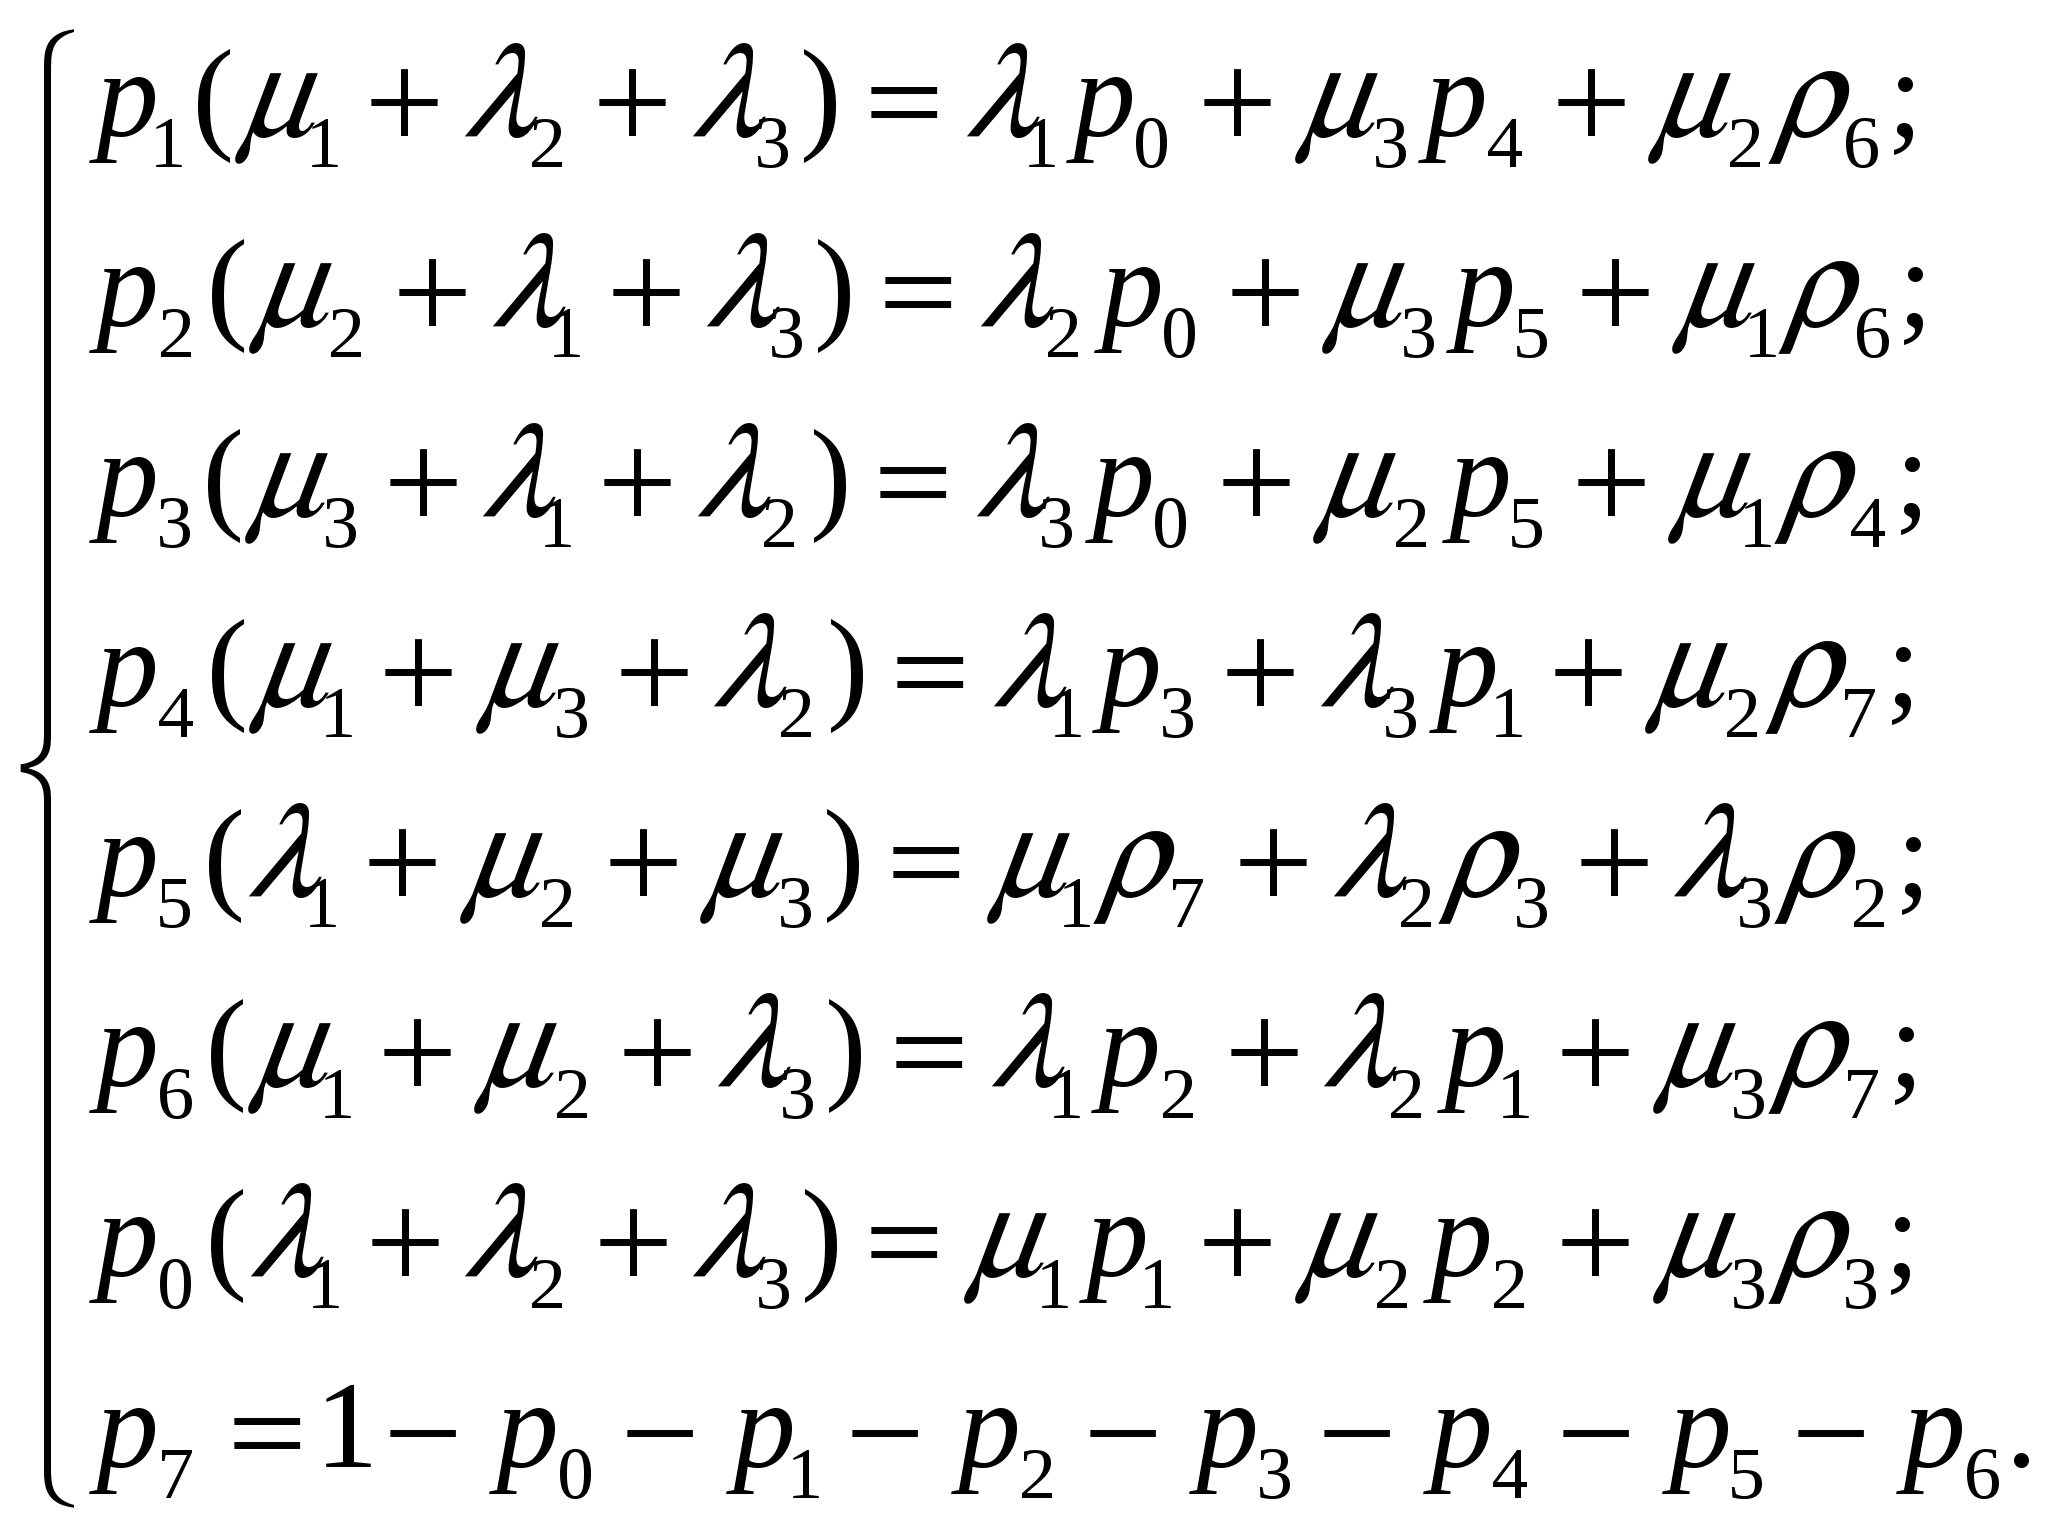 p₁(μ₁ + λ₂ + λ₃) = λ₁p₀ + μ₃p₄ + μ₂ρ₆;
p₂(μ₂ + λ₁ + λ₃) = λ₂p₀ + μ₃p₅ + μ₁ρ₆;
p₃(μ₃ + λ₁ + λ₂) = λ₃p₀ + μ₂p₅ + μ₁ρ₄;
p₄(μ₁ + μ₃ + λ₂) = λ₁p₃ + λ₃p₁ + μ₂ρ₇;
p₅(λ₁ + μ₂ + μ₃) = μ₁ρ₇ + λ₂ρ₃ + λ₃ρ₂;
p₆(μ₁ + μ₂ + λ₃) = λ₁p₂ + λ₂p₁ + μ₃ρ₇;
p₀(λ₁ + λ₂ + λ₃) = μ₁p₁ + μ₂p₂ + μ₃ρ₃;
p₇ = 1 − p₀ − p₁ − p₂ − p₃ − p₄ − p₅ − p₆.